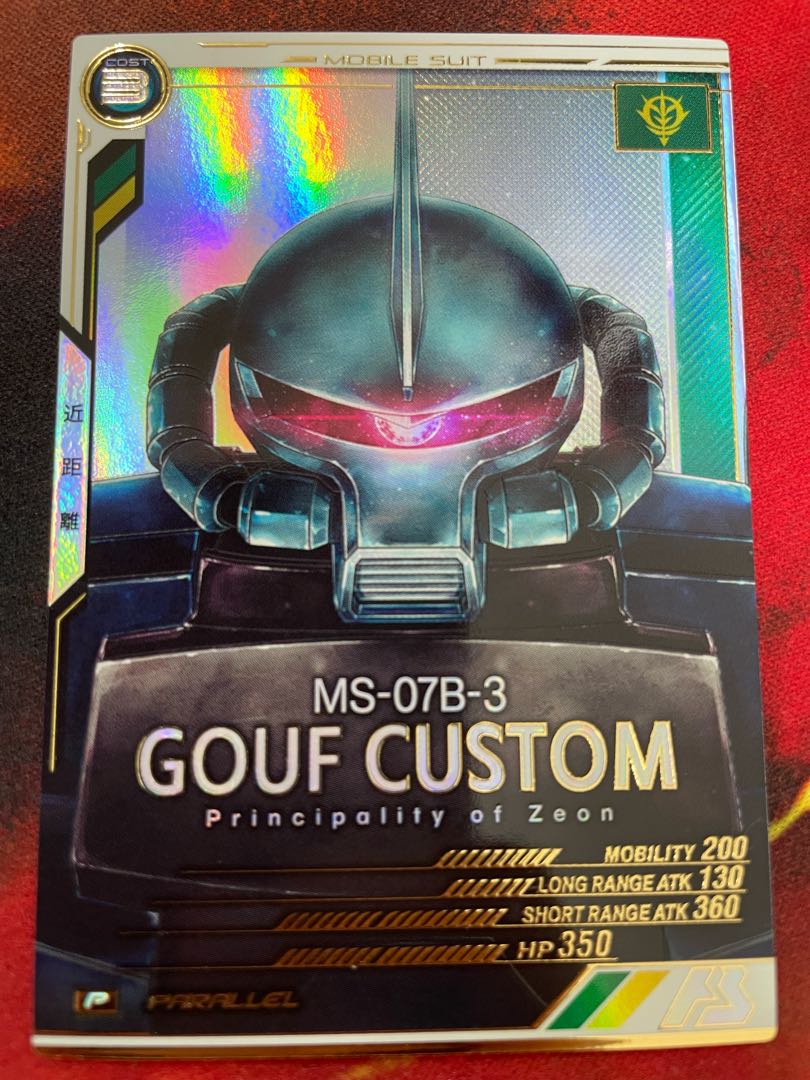 COST
3
MOBILE SUIT
近距離
MS-07B-3
GOUF CUSTOM
Principality of Zeon
MOBILITY 200
LONG RANGE ATK 130
SHORT RANGE ATK 360
HP 350
P PARALLEL